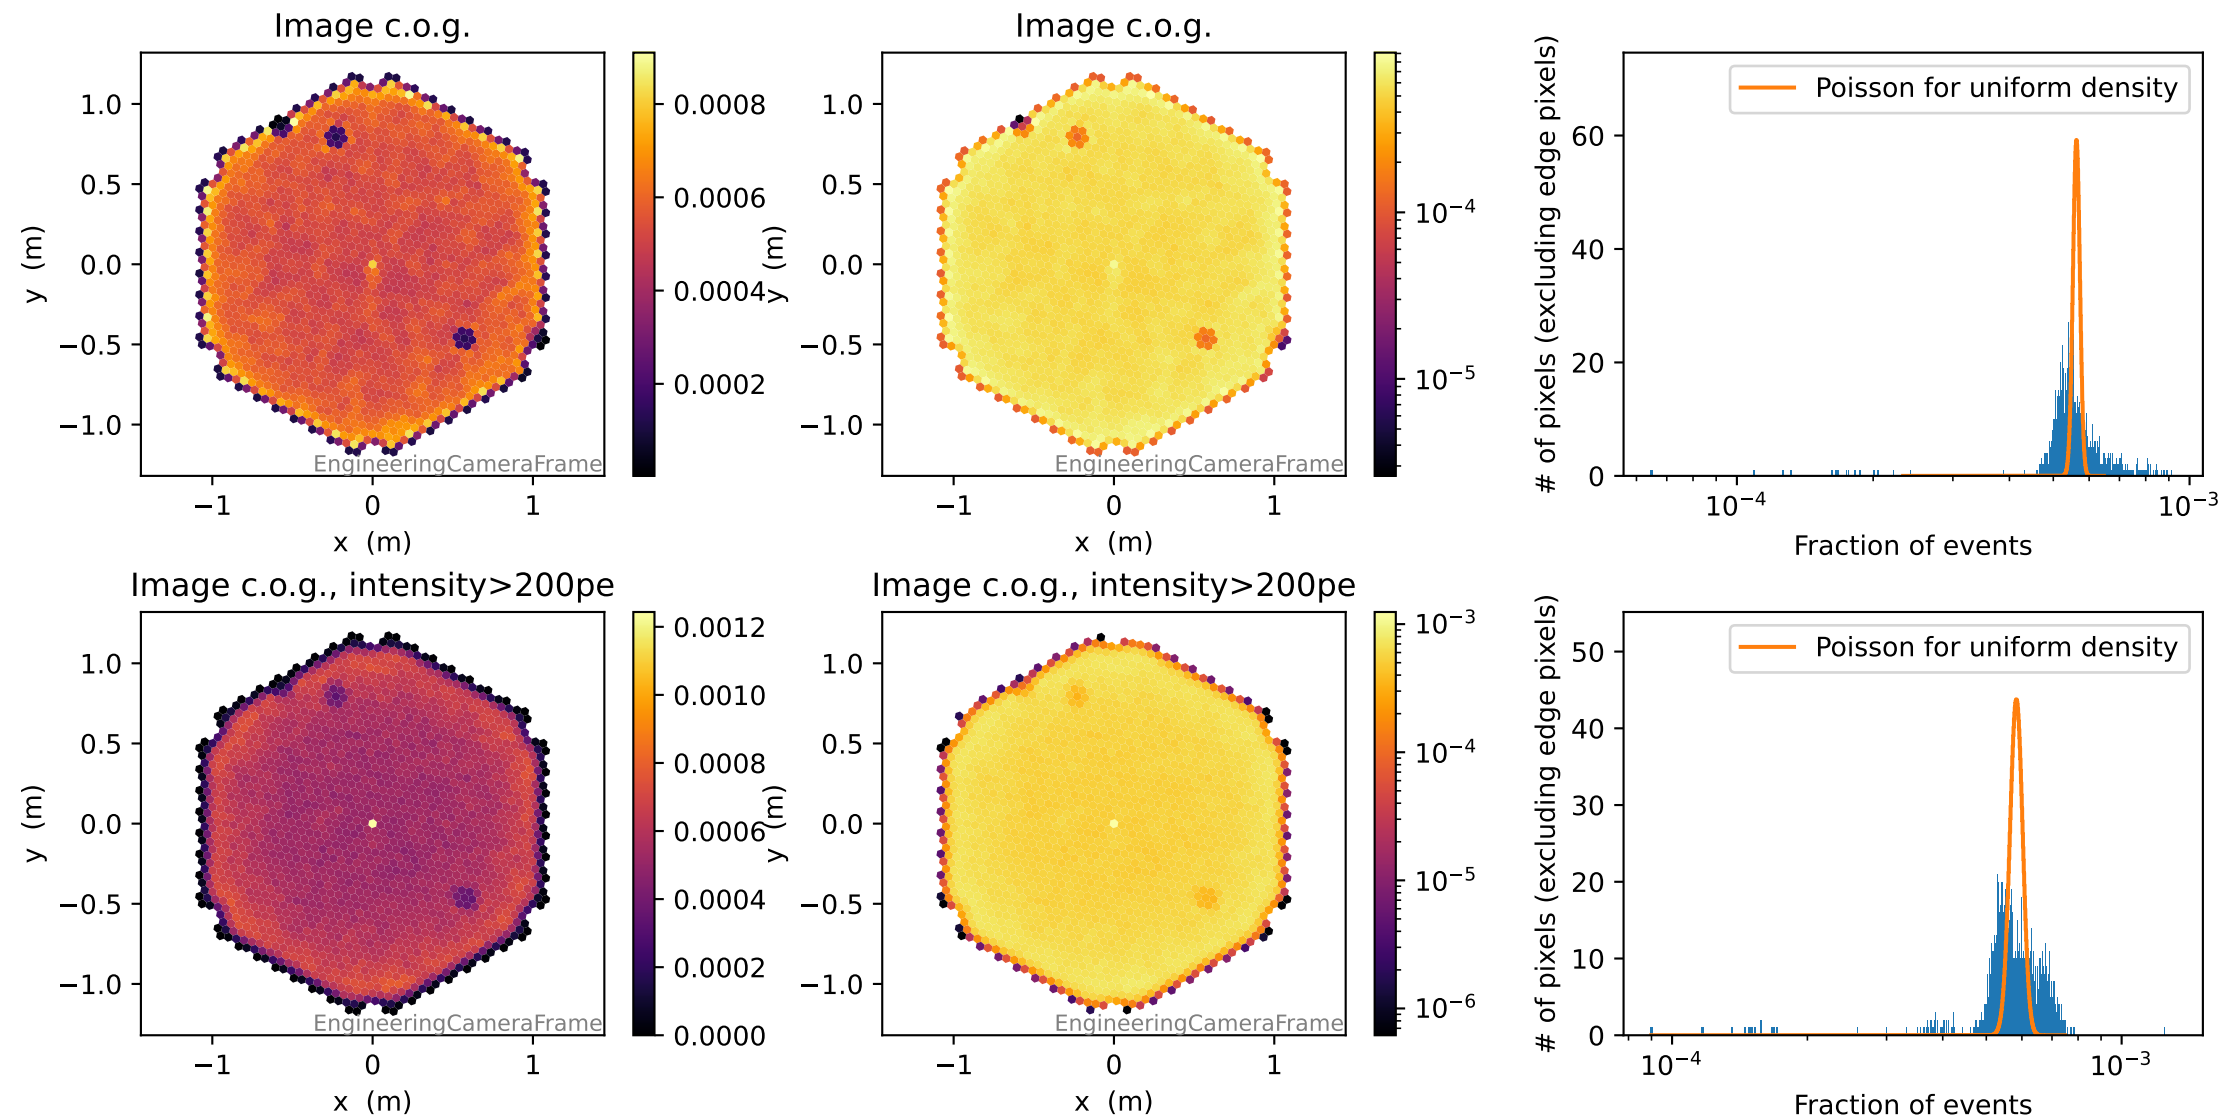 Image c.o.g.
y (m)
1.0
0.5
0.0
−0.5
−1.0
−1
0
1
x (m)
EngineeringCameraFrame
0.0008
0.0006
0.0004
0.0002
Image c.o.g.
y (m)
1.0
0.5
0.0
−0.5
−1.0
−1
0
1
x (m)
EngineeringCameraFrame
10⁻⁴
10⁻⁵
# of pixels (excluding edge pixels)
60
40
20
0
Poisson for uniform density
10⁻⁴
10⁻³
Fraction of events
Image c.o.g., intensity>200pe
y (m)
1.0
0.5
0.0
−0.5
−1.0
−1
0
1
x (m)
EngineeringCameraFrame
0.0012
0.0010
0.0008
0.0006
0.0004
0.0002
0.0000
Image c.o.g., intensity>200pe
y (m)
1.0
0.5
0.0
−0.5
−1.0
−1
0
1
x (m)
EngineeringCameraFrame
10⁻³
10⁻⁴
10⁻⁵
10⁻⁶
# of pixels (excluding edge pixels)
50
40
30
20
10
0
Poisson for uniform density
10⁻⁴
10⁻³
Fraction of events